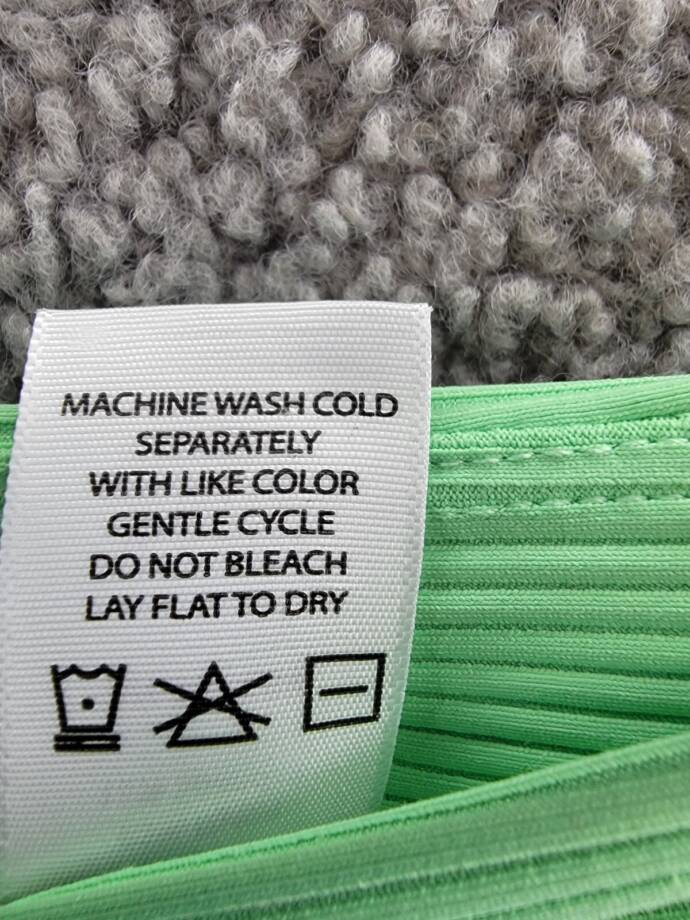 MACHINE WASH COLD
SEPARATELY
WITH LIKE COLOR
GENTLE CYCLE
DO NOT BLEACH
LAY FLAT TO DRY